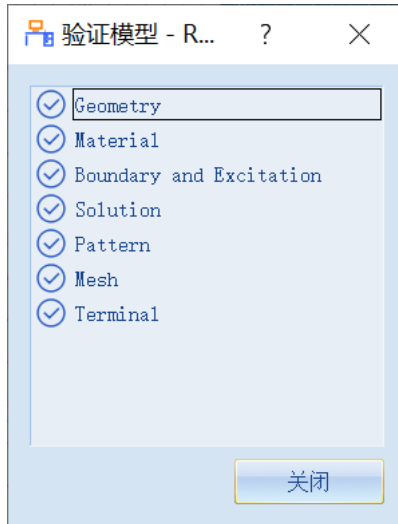 验证模型 - R... ?
Geometry
Material
Boundary and Excitation
Solution
Pattern
Mesh
Terminal
关闭